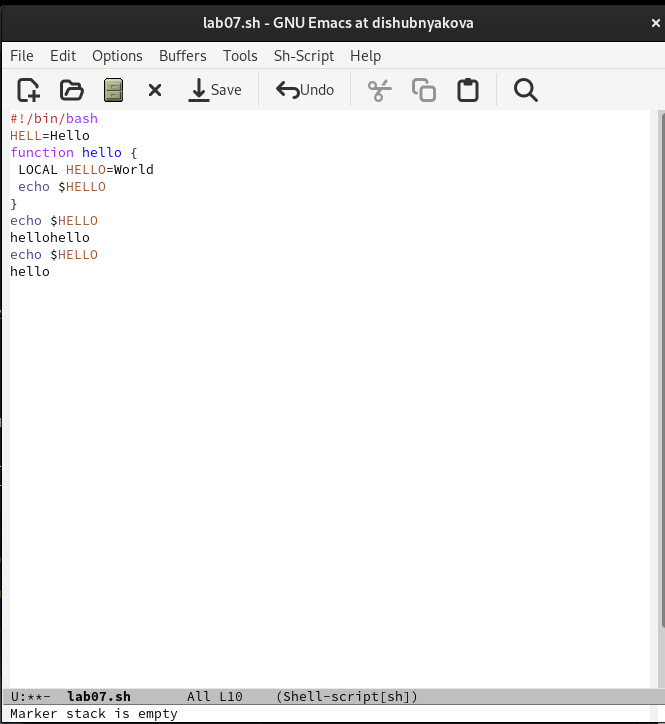 lab07.sh - GNU Emacs at dishubnyakova
File Edit Options Buffers Tools Sh-Script Help
Save Undo
#!/bin/bash
HELL=Hello
function hello {
 LOCAL HELLO=World
 echo $HELLO
}
echo $HELLO
hellohello
echo $HELLO
hello
U:**- lab07.sh All L10 (Shell-script[sh])
Marker stack is empty